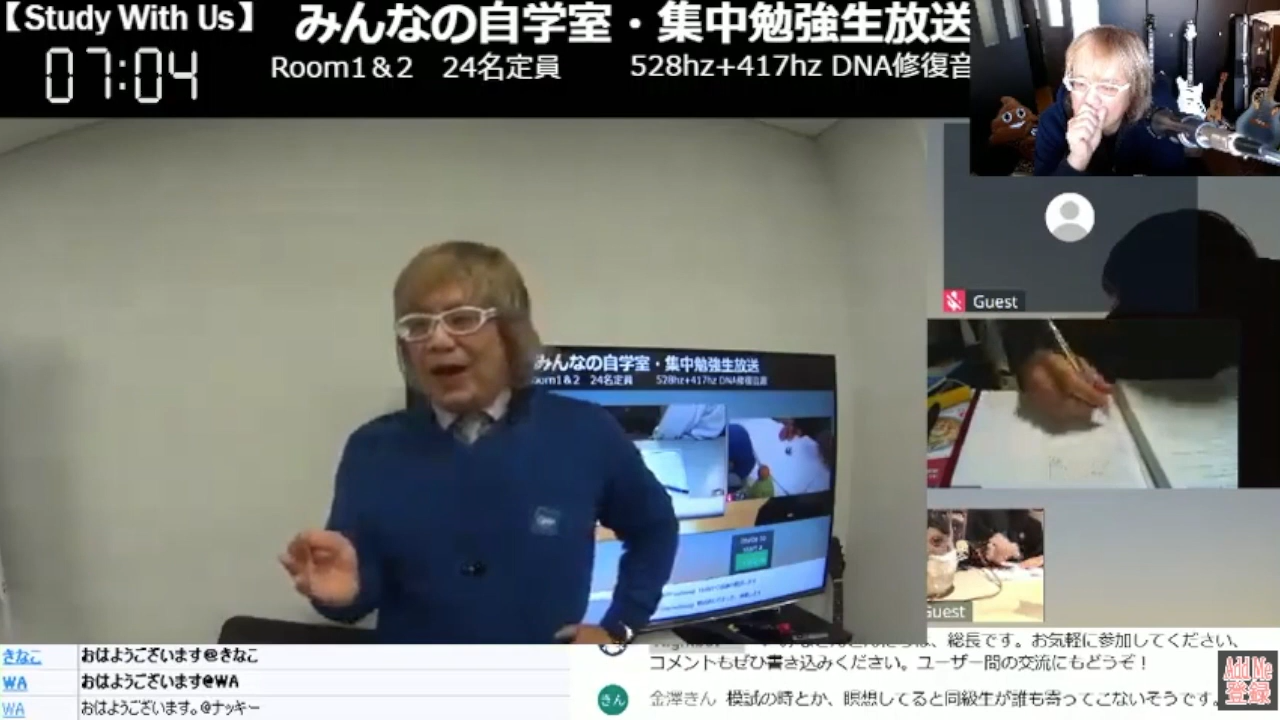 【Study With Us】
みんなの自学室・集中勉強生放送
07:04
Room1＆2　24名定員　528hz+417hz DNA修復音
Guest
みんなの自学室・集中勉強生放送
24名定員　528hz+417hz DNA修復音源
Guest
きなこ　おはようございます@きなこ
WA　おはようございます@WA
WA　おはようございます。@ナッキー
、総長です。お気軽に参加してください、
コメントもぜひ書き込みください。ユーザー間の交流にもどうぞ！
きん　金澤きん　模試の時とか、瞑想してると同級生が誰も寄ってこないそうです。
Add Me
登録